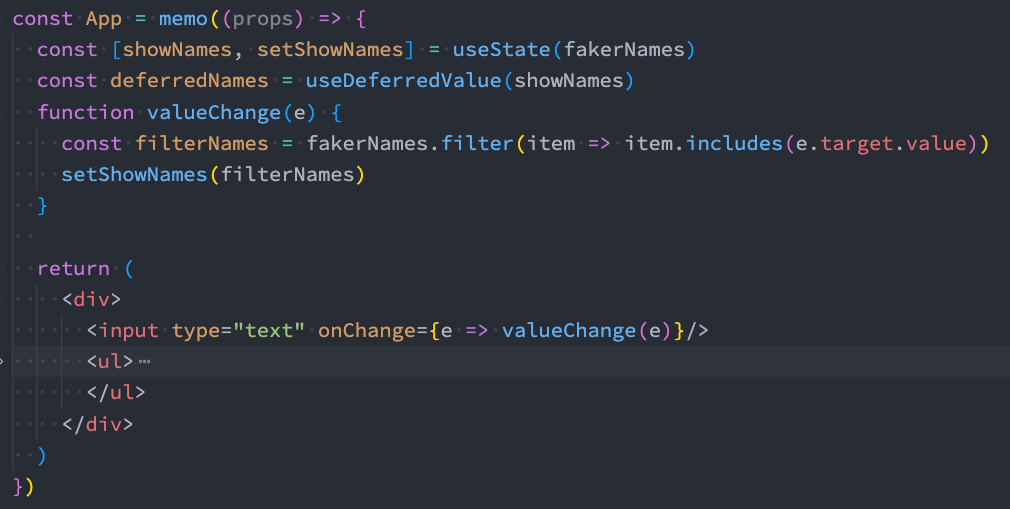 const App = memo((props) => {
  const [showNames, setShowNames] = useState(fakerNames)
  const deferredNames = useDeferredValue(showNames)
  function valueChange(e) {
    const filterNames = fakerNames.filter(item => item.includes(e.target.value))
    setShowNames(filterNames)
  }

  return (
    <div>
      <input type="text" onChange={e => valueChange(e)}/>
      <ul>⋯
      </ul>
    </div>
  )
})